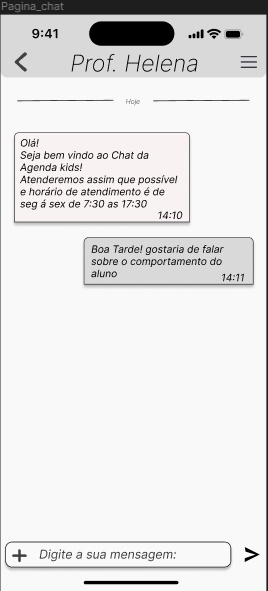 Pagina_chat
9:41
Prof. Helena
Hoje
Olá!
Seja bem vindo ao Chat da
Agenda kids!
Atenderemos assim que possível
e horário de atendimento é de
seg á sex de 7:30 as 17:30
14:10
Boa Tarde! gostaria de falar
sobre o comportamento do
aluno
14:11
Digite a sua mensagem: